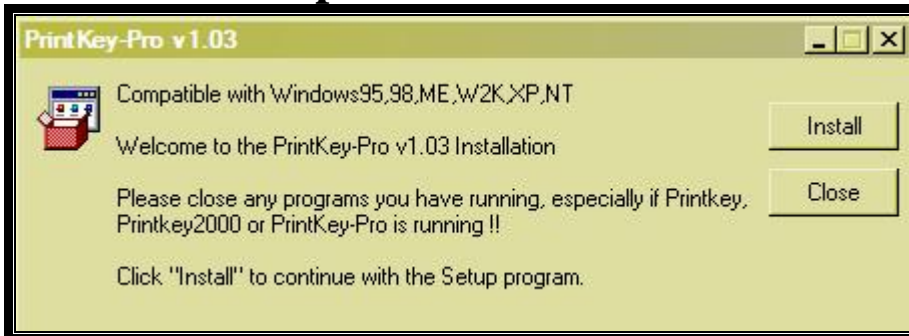 PrintKey-Pro v1.03
Compatible with Windows95,98,ME,W2K,XP,NT
Install
Welcome to the PrintKey-Pro v1.03 Installation
Please close any programs you have running, especially if Printkey,
Close
Printkey2000 or PrintKey-Pro is running !!
Click "Install" to continue with the Setup program.